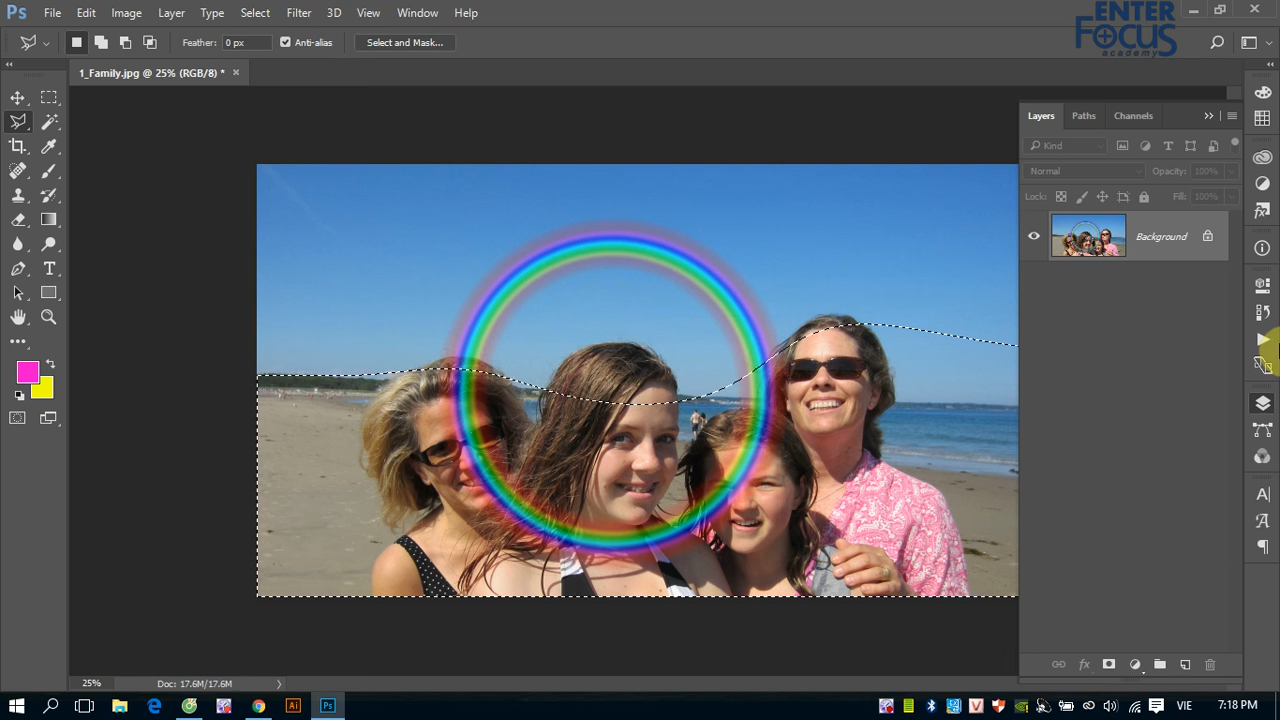 Ps File Edit Image Layer Type Select Filter 3D View Window Help
ENTER
FOCUS
academy
Feather: 0 px Anti-alias Select and Mask...
1_Family.jpg @ 25% (RGB/8) *
Layers Paths Channels
Kind
Normal Opacity: 100%
Lock: Fill: 100%
Background
25% Doc: 17.6M/17.6M
Ai Ps VIE 7:18 PM